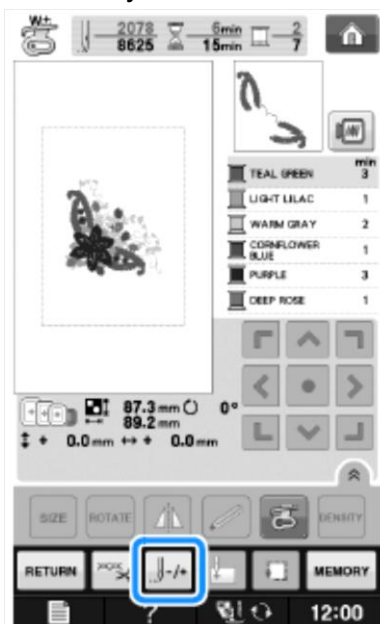 W+
2078 6min 2
8625 15min 7
min
TEAL GREEN 3
LIGHT LILAC 1
WARM GRAY 2
CORNFLOWER
BLUE 1
PURPLE 3
DEEP ROSE 1
87.3 mm 0°
89.2 mm
+ 0.0 mm + 0.0 mm
SIZE ROTATE DENSITY
RETURN -/+ MEMORY
? 12:00